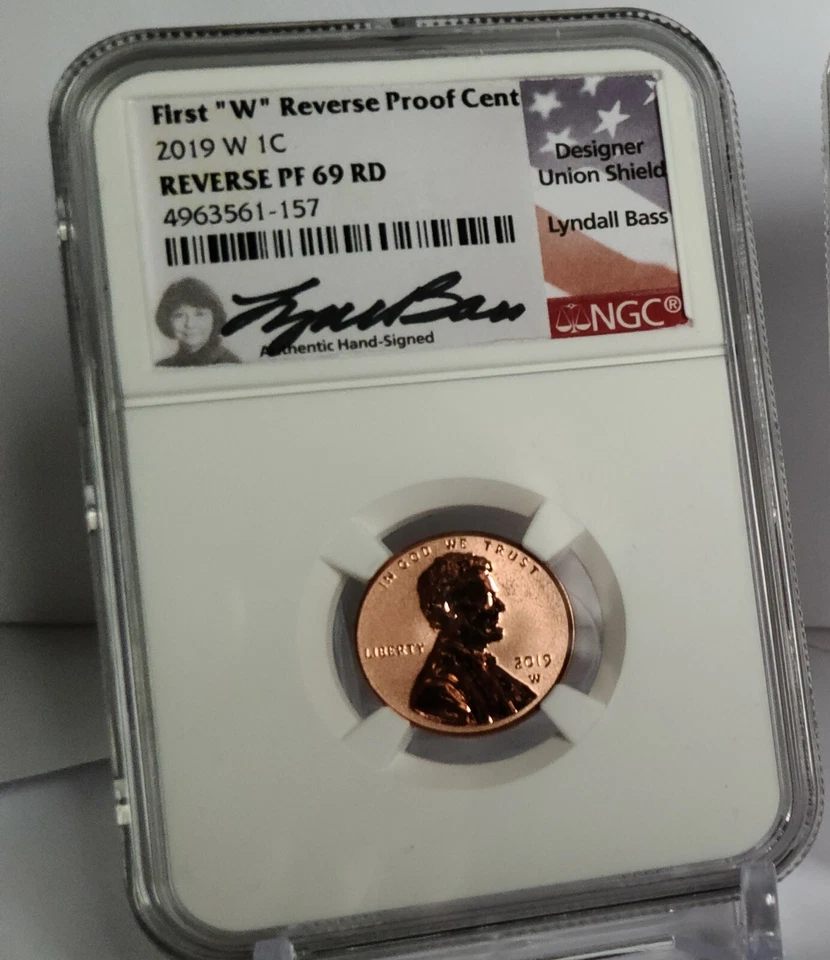 First "W" Reverse Proof Cent
2019 W 1C
REVERSE PF 69 RD
4963561-157
Authentic Hand-Signed
Designer
Union Shield
Lyndall Bass
NGC®
IN GOD WE TRUST
LIBERTY
2019
W